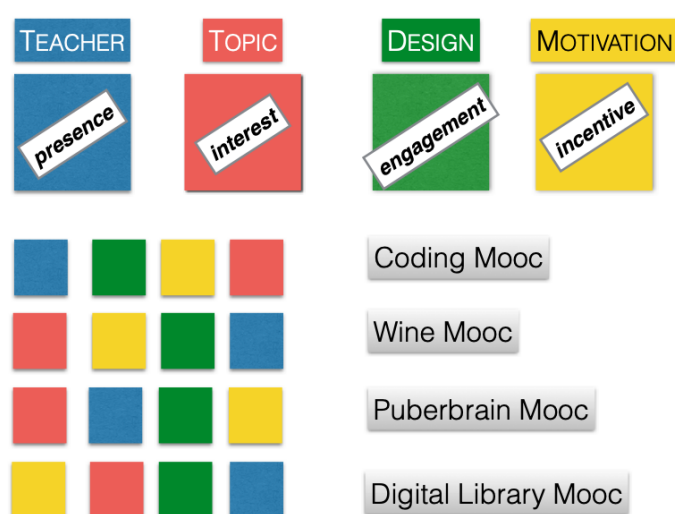 TEACHER TOPIC DESIGN MOTIVATION
presence interest engagement incentive
Coding Mooc
Wine Mooc
Puberbrain Mooc
Digital Library Mooc